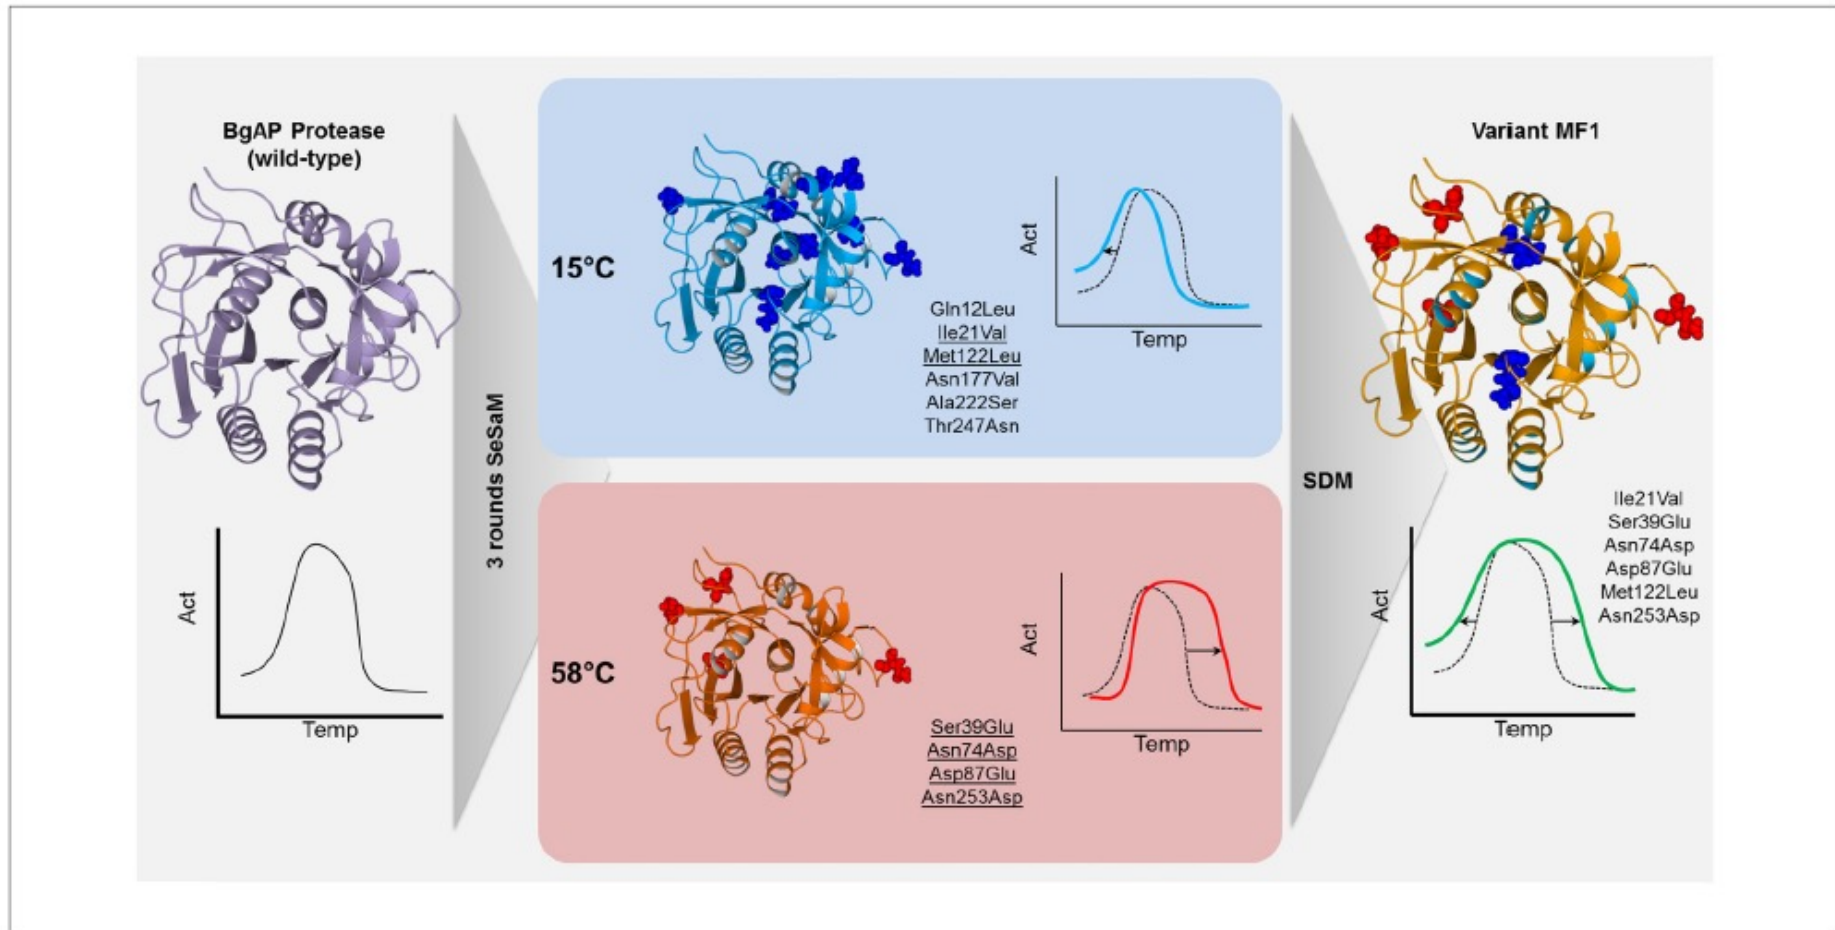 BgAP Protease
(wild-type)
Act
Temp
3 rounds SeSaM
15°C
Gln12Leu
Ile21Val
Met122Leu
Asn177Val
Ala222Ser
Thr247Asn
Act
Temp
58°C
Ser39Glu
Asn74Asp
Asp87Glu
Asn253Asp
Act
Temp
SDM
Variant MF1
Ile21Val
Ser39Glu
Asn74Asp
Asp87Glu
Met122Leu
Asn253Asp
Act
Temp